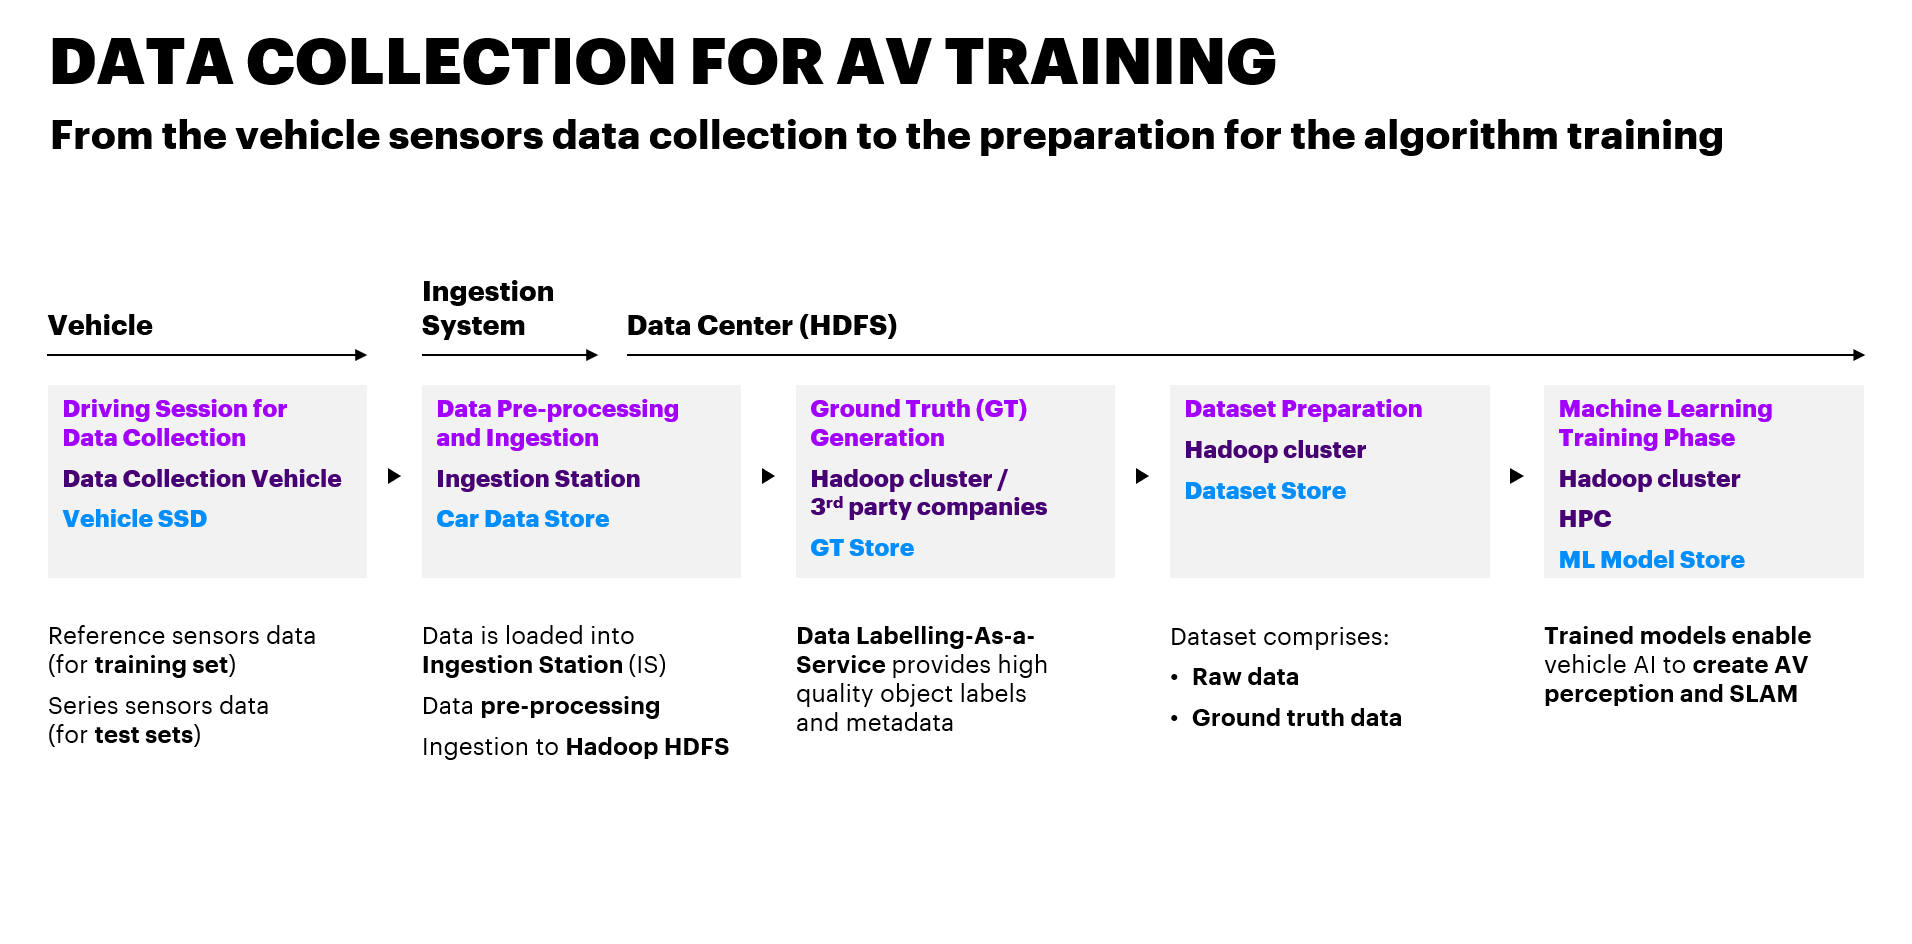 DATA COLLECTION FOR AV TRAINING
From the vehicle sensors data collection to the preparation for the algorithm training
Vehicle
Ingestion
System
Data Center (HDFS)
Driving Session for
Data Collection
Data Collection Vehicle
Vehicle SSD
Data Pre-processing
and Ingestion
Ingestion Station
Car Data Store
Ground Truth (GT)
Generation
Hadoop cluster /
3rd party companies
GT Store
Dataset Preparation
Hadoop cluster
Dataset Store
Machine Learning
Training Phase
Hadoop cluster
HPC
ML Model Store
Reference sensors data
(for training set)
Series sensors data
(for test sets)
Data is loaded into
Ingestion Station (IS)
Data pre-processing
Ingestion to Hadoop HDFS
Data Labelling-As-a-
Service provides high
quality object labels
and metadata
Dataset comprises:
• Raw data
• Ground truth data
Trained models enable
vehicle AI to create AV
perception and SLAM